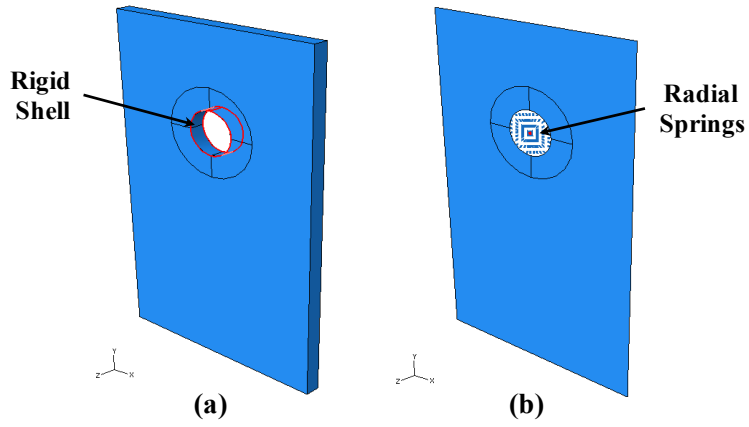 Rigid
Shell
Radial
Springs
Y
Z
X
Y
Z
X
(a)
(b)